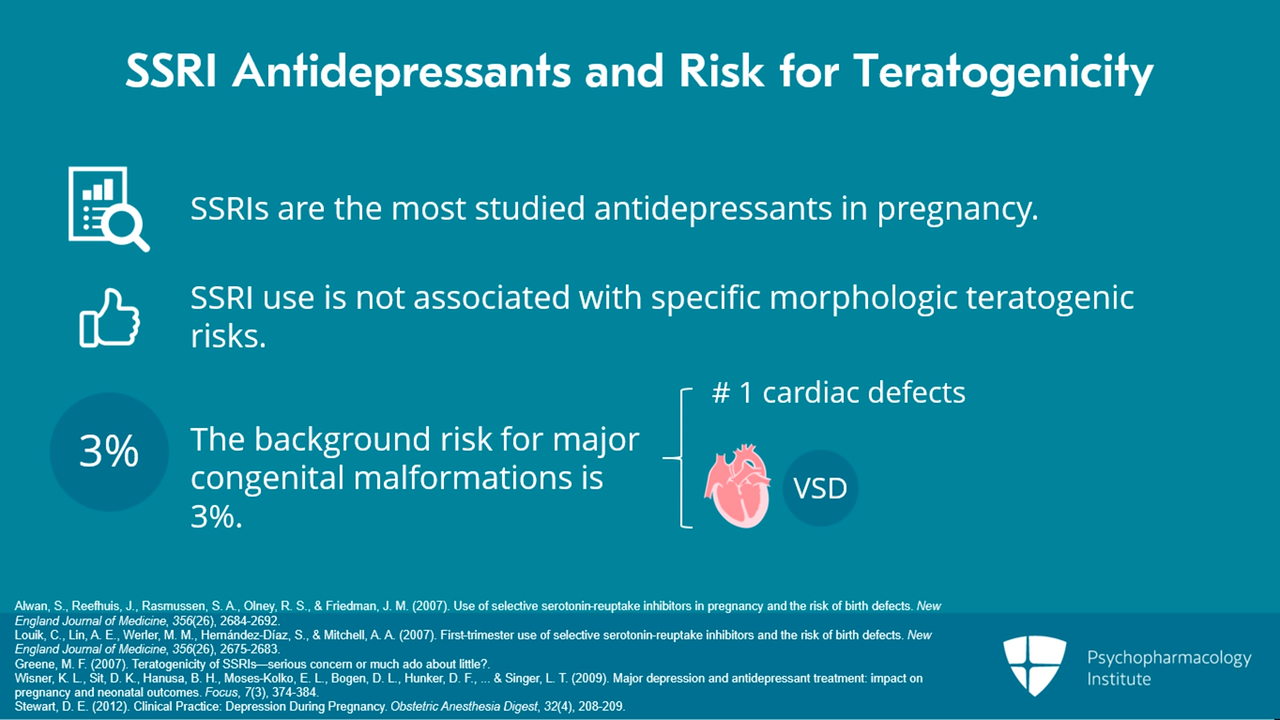 SSRI Antidepressants and Risk for Teratogenicity
SSRIs are the most studied antidepressants in pregnancy.
SSRI use is not associated with specific morphologic teratogenic
risks.
3%
The background risk for major
congenital malformations is
3%.
# 1 cardiac defects
VSD
Alwan, S., Reefhuis, J., Rasmussen, S. A., Olney, R. S., & Friedman, J. M. (2007). Use of selective serotonin-reuptake inhibitors in pregnancy and the risk of birth defects. New
England Journal of Medicine, 356(26), 2684-2692.
Louik, C., Lin, A. E., Werler, M. M., Hernández-Díaz, S., & Mitchell, A. A. (2007). First-trimester use of selective serotonin-reuptake inhibitors and the risk of birth defects. New
England Journal of Medicine, 356(26), 2675-2683.
Greene, M. F. (2007). Teratogenicity of SSRIs—serious concern or much ado about little?.
Wisner, K. L., Sit, D. K., Hanusa, B. H., Moses-Kolko, E. L., Bogen, D. L., Hunker, D. F., ... & Singer, L. T. (2009). Major depression and antidepressant treatment: impact on
pregnancy and neonatal outcomes. Focus, 7(3), 374-384.
Stewart, D. E. (2012). Clinical Practice: Depression During Pregnancy. Obstetric Anesthesia Digest, 32(4), 208-209.
Psychopharmacology
Institute